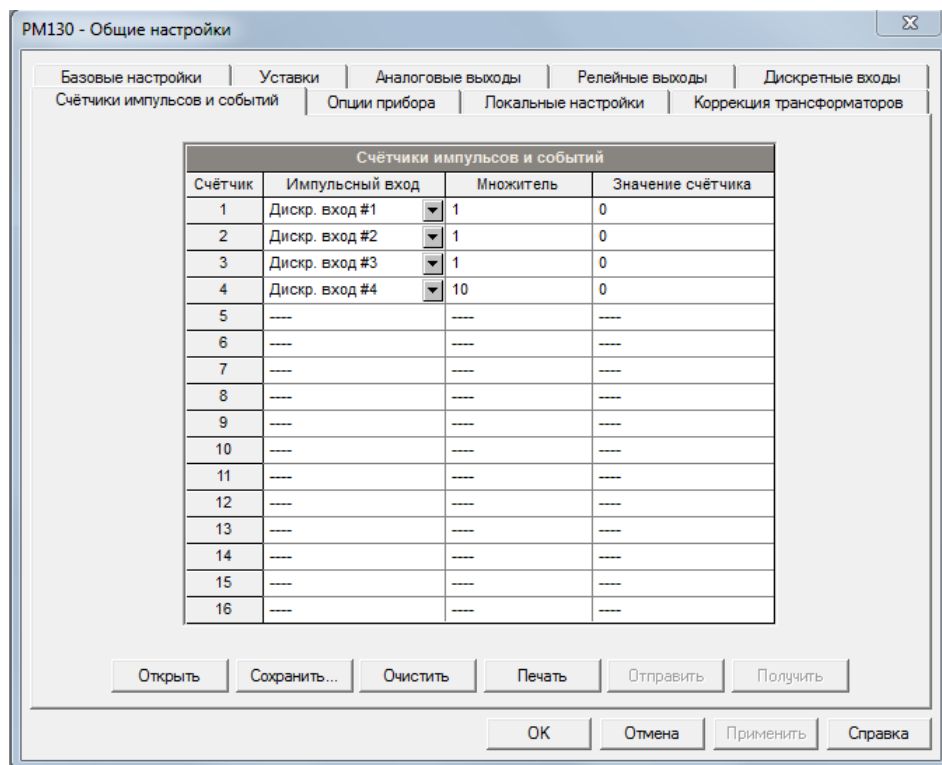 PM130 - Общие настройки
Базовые настройки Уставки Аналоговые выходы Релейные выходы Дискретные входы
Счётчики импульсов и событий Опции прибора Локальные настройки Коррекция трансформаторов
Счётчики импульсов и событий
Счётчик Импульсный вход Множитель Значение счётчика
1 Дискр. вход #1 1 0
2 Дискр. вход #2 1 0
3 Дискр. вход #3 1 0
4 Дискр. вход #4 10 0
5 ---- ---- ----
6 ---- ---- ----
7 ---- ---- ----
8 ---- ---- ----
9 ---- ---- ----
10 ---- ---- ----
11 ---- ---- ----
12 ---- ---- ----
13 ---- ---- ----
14 ---- ---- ----
15 ---- ---- ----
16 ---- ---- ----
Открыть Сохранить... Очистить Печать Отправить Получить
OK Отмена Применить Справка